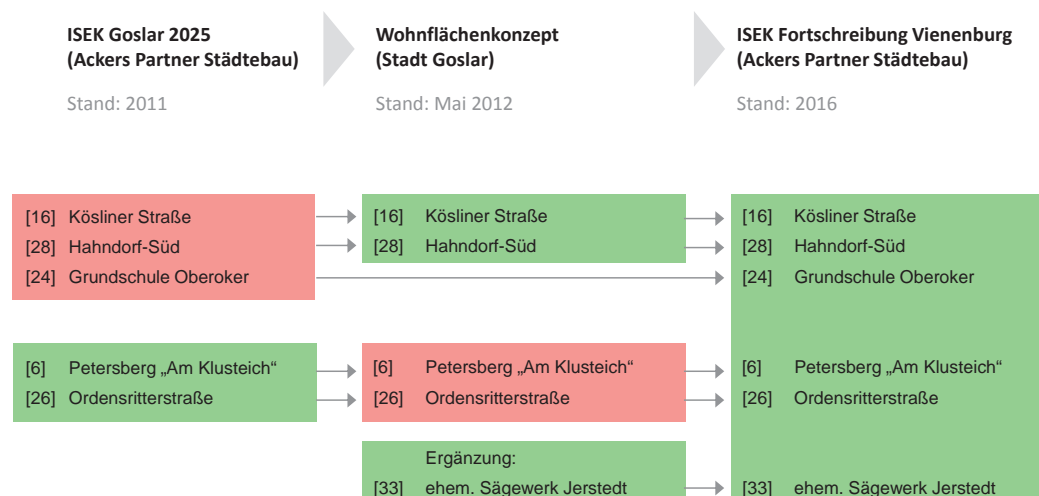 ISEK Goslar 2025
(Ackers Partner Städtebau)
Stand: 2011
Wohnflächenkonzept
(Stadt Goslar)
Stand: Mai 2012
ISEK Fortschreibung Vienenburg
(Ackers Partner Städtebau)
Stand: 2016
[16] Kösliner Straße
[28] Hahndorf-Süd
[24] Grundschule Oberoker
[16] Kösliner Straße
[28] Hahndorf-Süd
[16] Kösliner Straße
[28] Hahndorf-Süd
[24] Grundschule Oberoker
[6] Petersberg „Am Klusteich“
[26] Ordensritterstraße
[6] Petersberg „Am Klusteich“
[26] Ordensritterstraße
[6] Petersberg „Am Klusteich“
[26] Ordensritterstraße
Ergänzung:
[33] ehem. Sägewerk Jerstedt
[33] ehem. Sägewerk Jerstedt